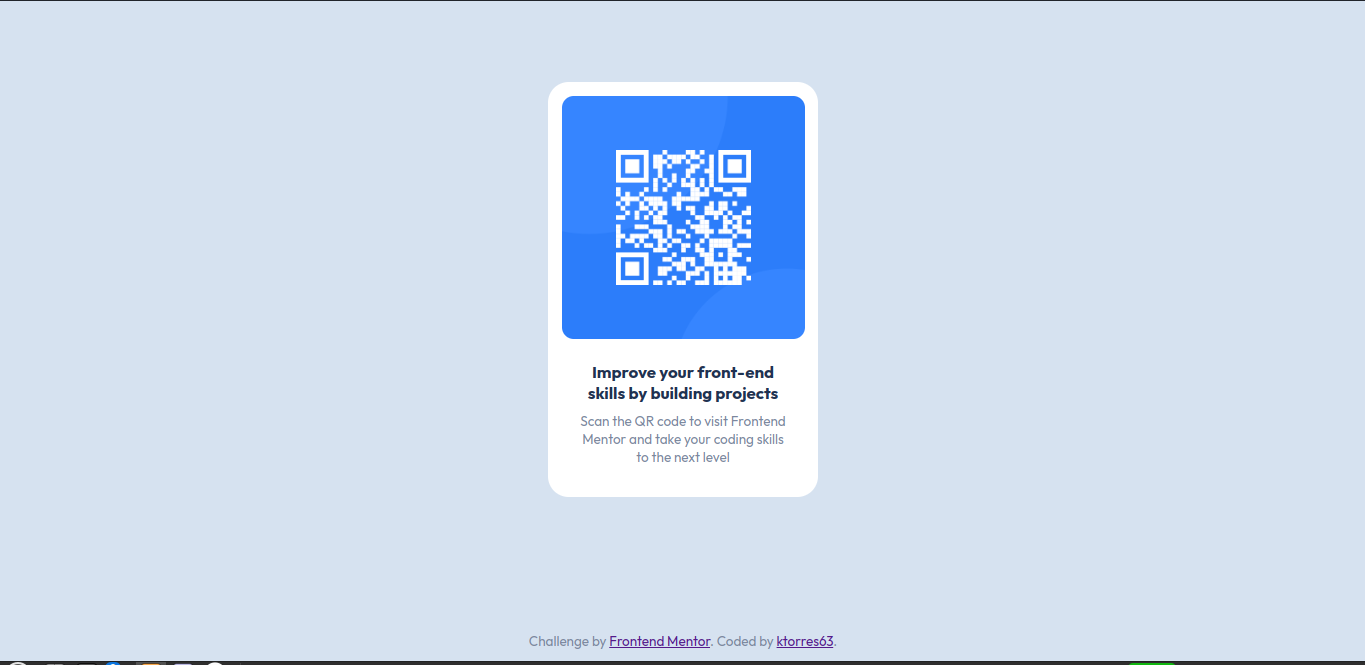 Improve your front-end
skills by building projects
Scan the QR code to visit Frontend
Mentor and take your coding skills
to the next level
Challenge by Frontend Mentor. Coded by ktorres63.